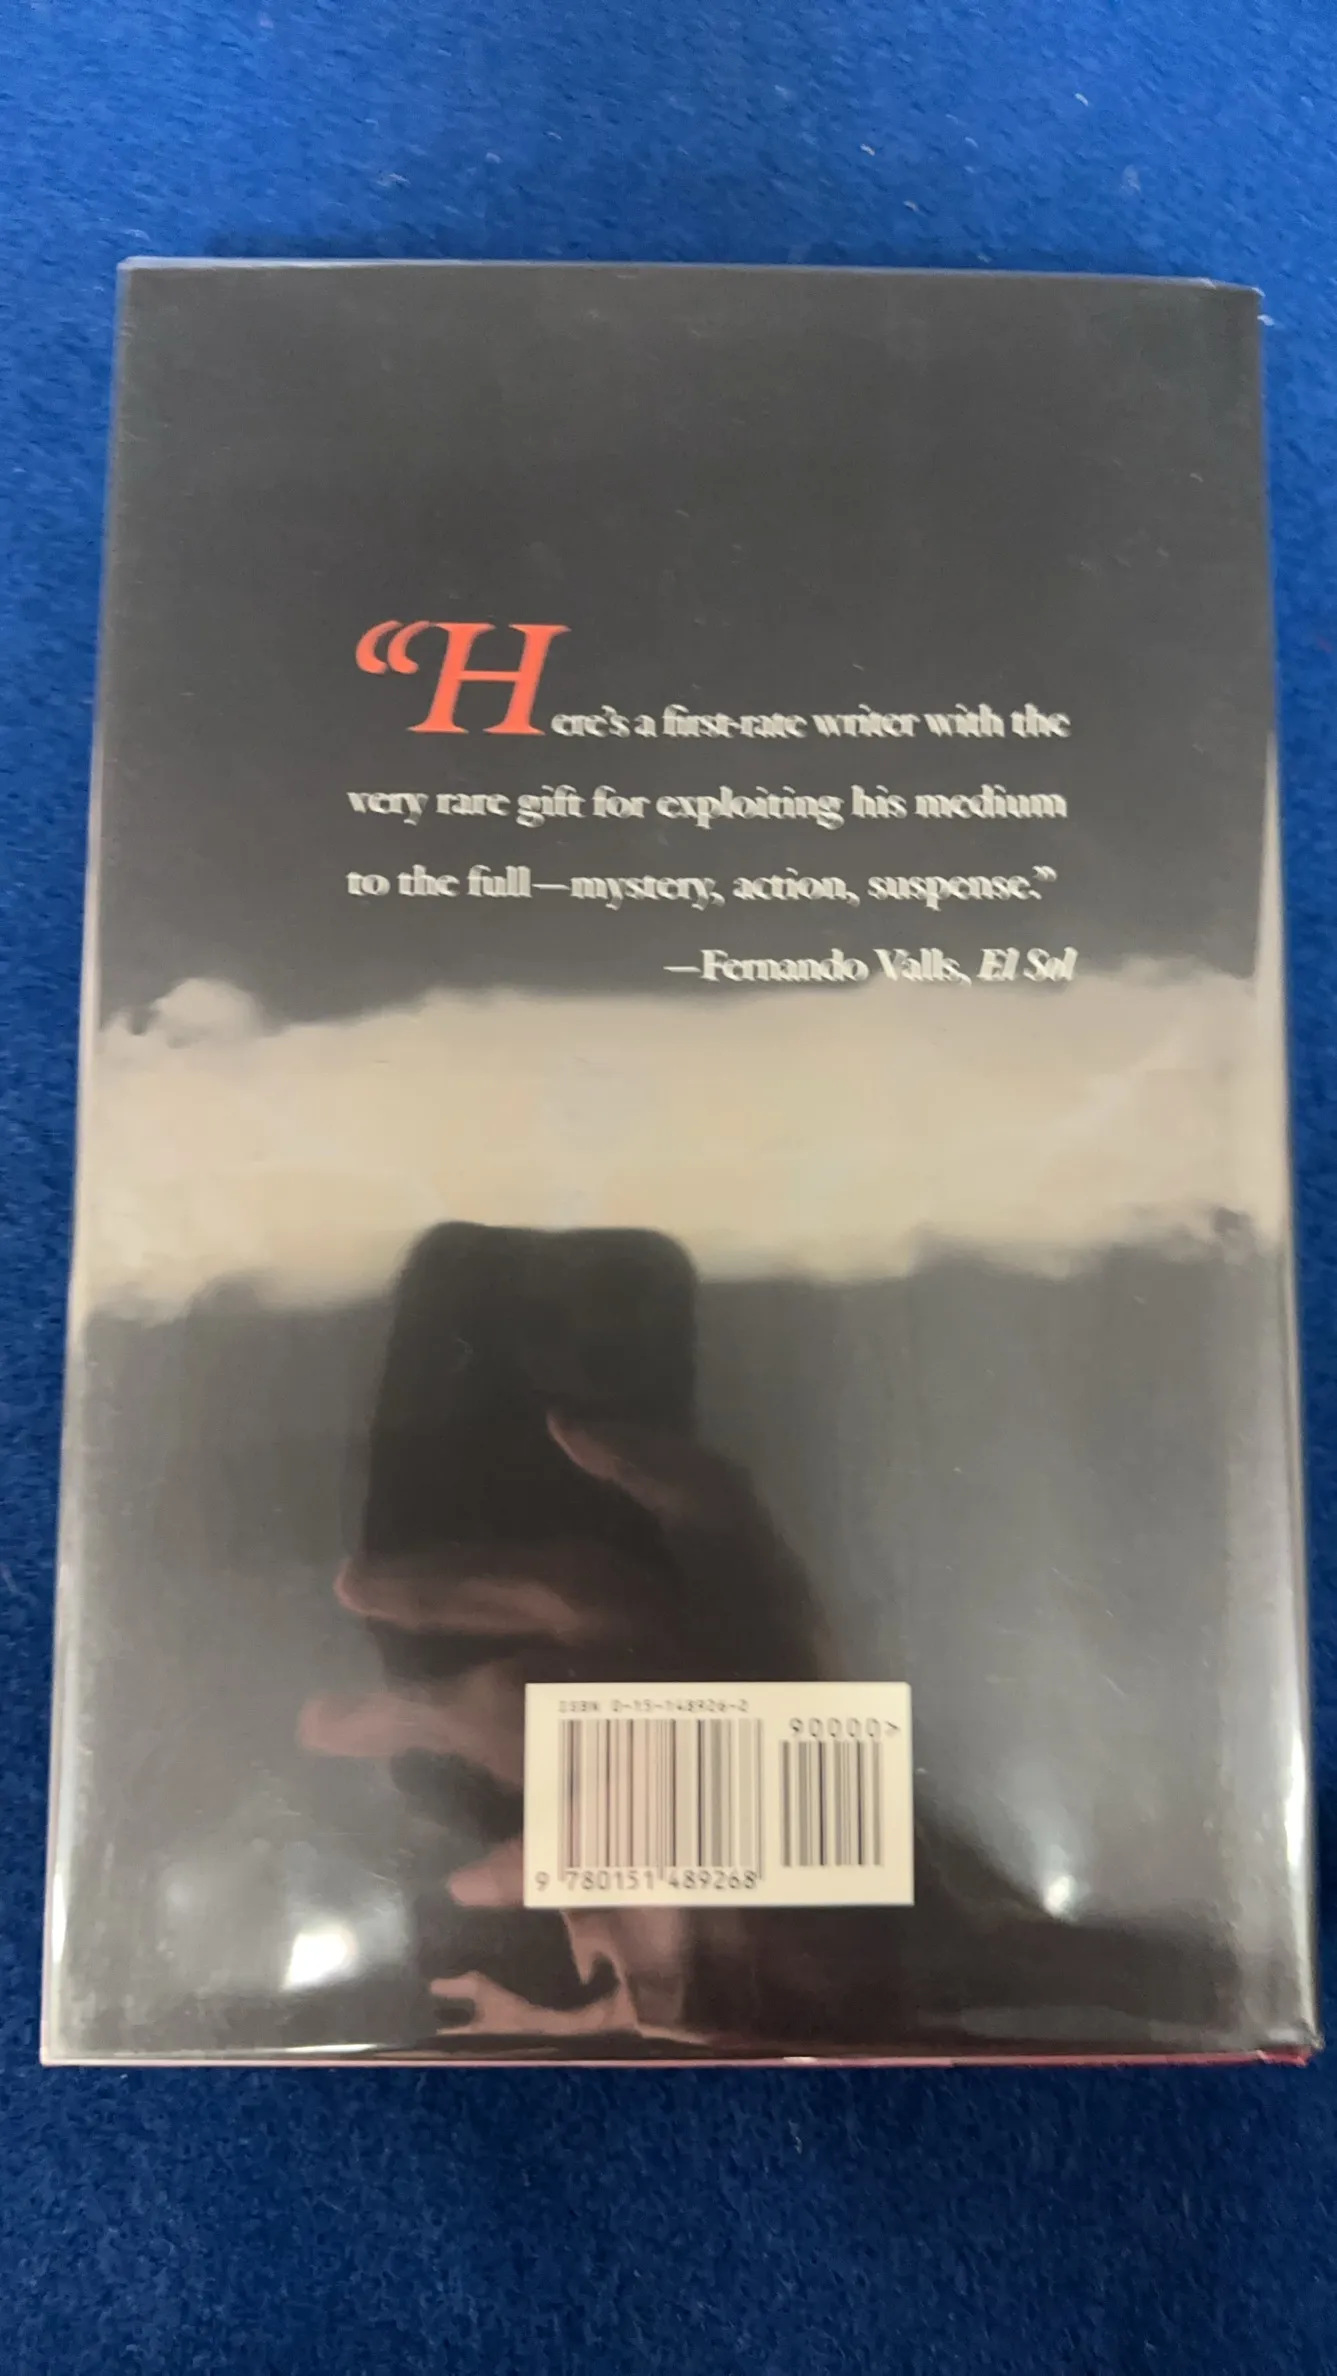 “Here’s a first-rate writer with the
very rare gift for exploiting his medium
to the full—mystery, action, suspense.”
—Fernando Valls, El Sol
ISBN 0-15-148926-2
90000>
9 780151 489268